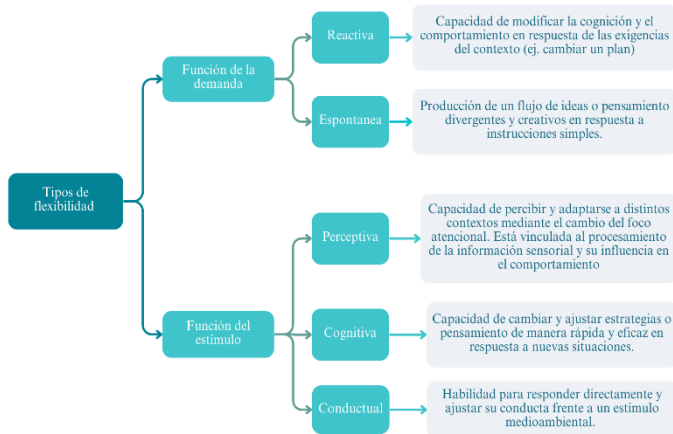 Tipos de
flexibilidad
Función de la
demanda
Reactiva
Capacidad de modificar la cognición y el
comportamiento en respuesta de las exigencias
del contexto (ej. cambiar un plan)
Espontanea
Producción de un flujo de ideas o pensamiento
divergentes y creativos en respuesta a
instrucciones simples.
Función del
estímulo
Perceptiva
Capacidad de percibir y adaptarse a distintos
contextos mediante el cambio del foco
atencional. Está vinculada al procesamiento
de la información sensorial y su influencia en
el comportamiento
Cognitiva
Capacidad de cambiar y ajustar estrategias o
pensamiento de manera rápida y eficaz en
respuesta a nuevas situaciones.
Conductual
Habilidad para responder directamente y
ajustar su conducta frente a un estímulo
medioambiental.